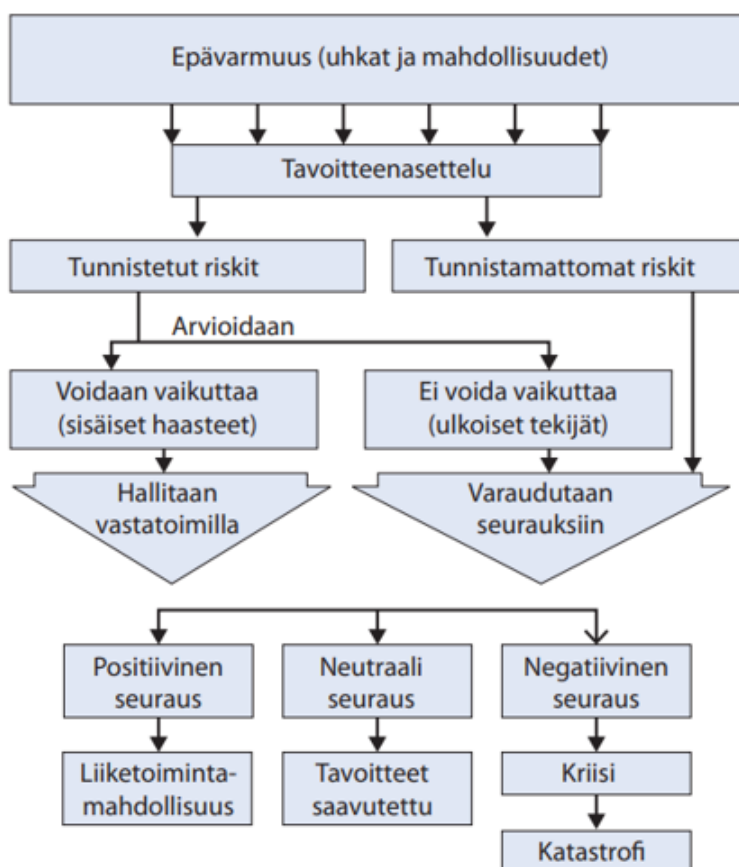 Epävarmuus (uhkat ja mahdollisuudet)
Tavoitteenasettelu
Tunnistetut riskit
Tunnistamattomat riskit
Arvioidaan
Voidaan vaikuttaa
(sisäiset haasteet)
Ei voida vaikuttaa
(ulkoiset tekijät)
Hallitaan
vastatoimilla
Varaudutaan
seurauksiin
Positiivinen
seuraus
Neutraali
seuraus
Negatiivinen
seuraus
Liiketoiminta-
mahdollisuus
Tavoitteet
saavutettu
Kriisi
Katastrofi